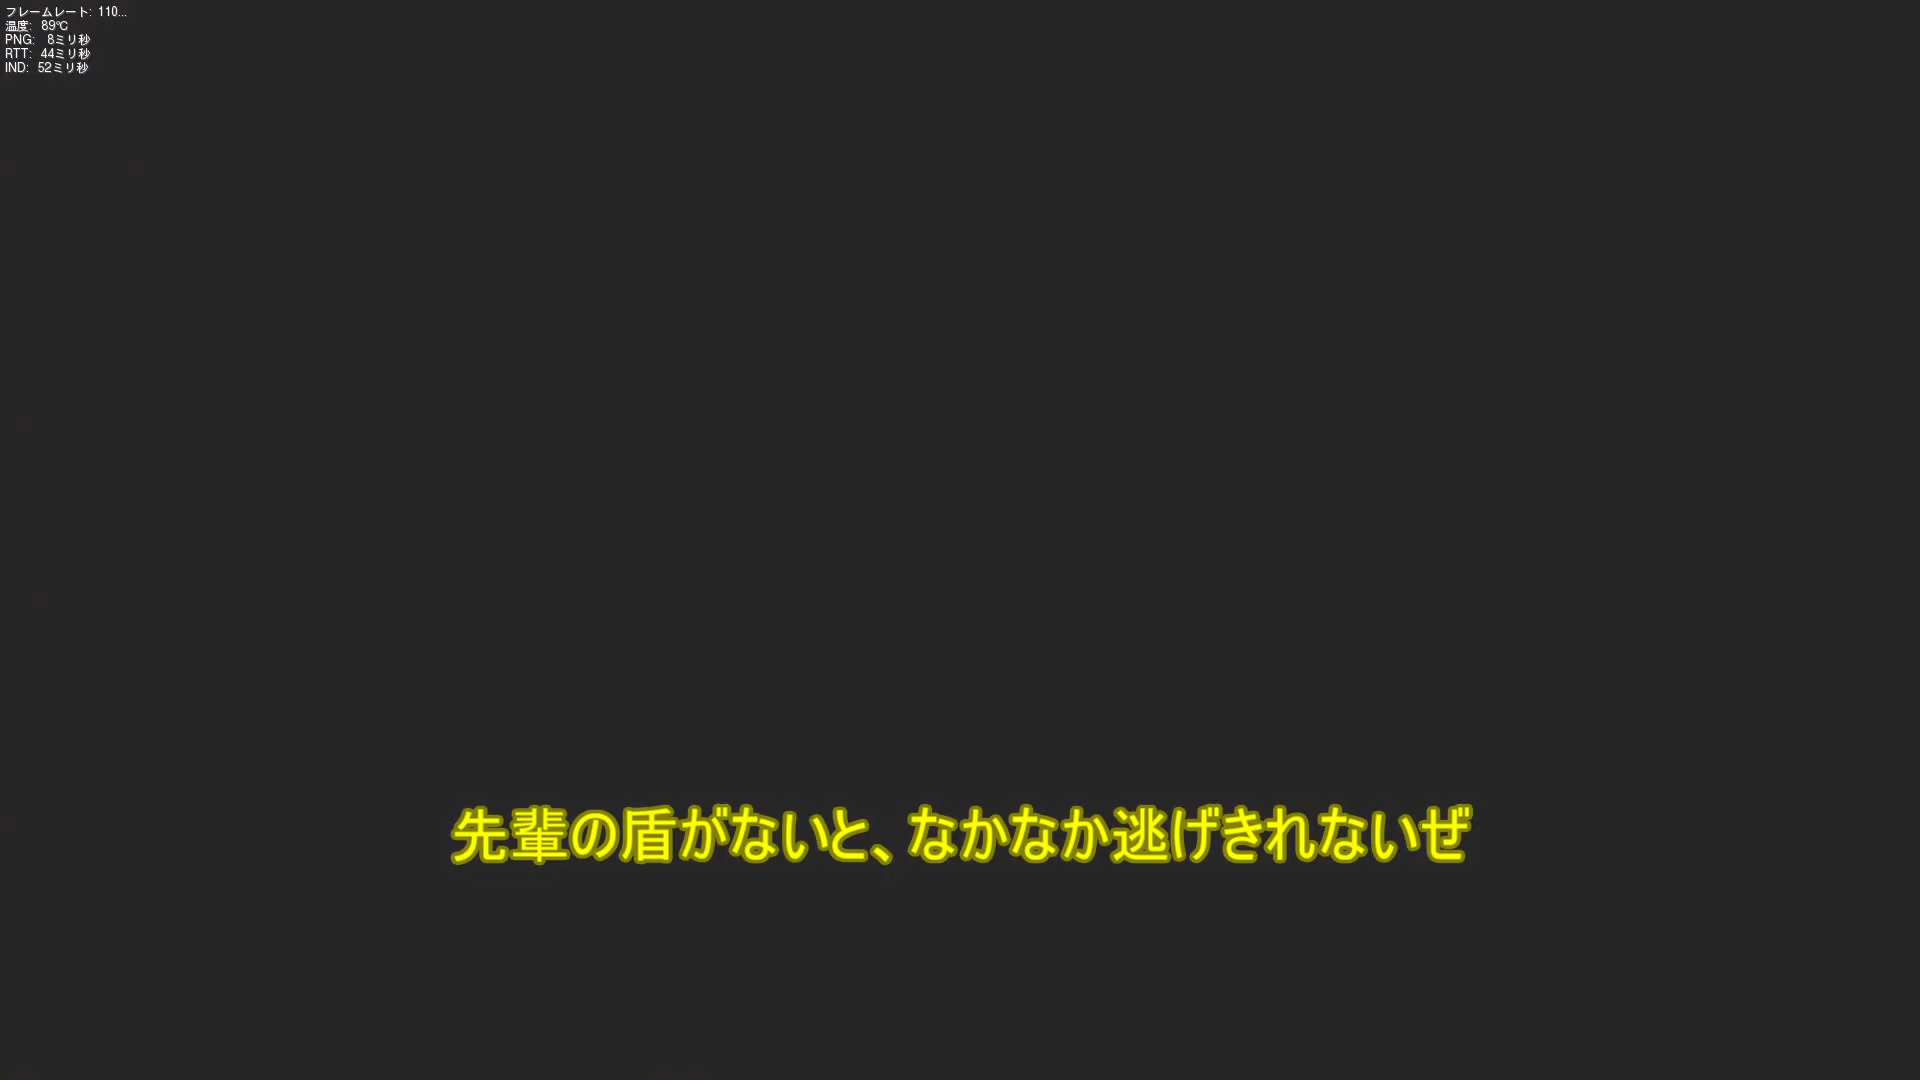 フレームレート: 110...
温度: 89℃
PNG: 8ミリ秒
RTT: 44ミリ秒
IND: 52ミリ秒
先輩の盾がないと、なかなか逃げきれないぜ